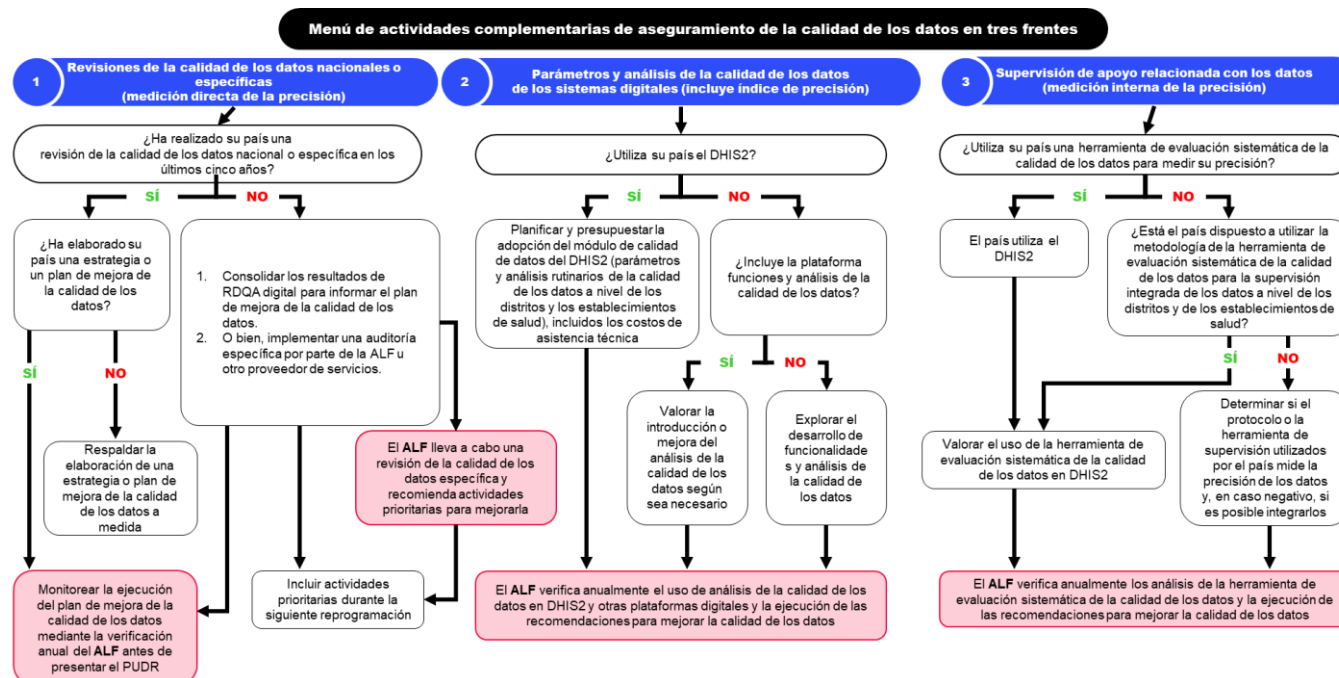 Menú de actividades complementarias de aseguramiento de la calidad de los datos en tres frentes
1
Revisiones de la calidad de los datos nacionales o
específicas
(medición directa de la precisión)
¿Ha realizado su país una
revisión de la calidad de los datos nacional o específica en los
últimos cinco años?
SÍ
NO
¿Ha elaborado su
país una estrategia o
un plan de mejora de
la calidad de los
datos?
1. Consolidar los resultados de
RDQA digital para informar el plan
de mejora de la calidad de los
datos.
2. O bien, implementar una auditoría
específica por parte de la ALF u
otro proveedor de servicios.
SÍ
NO
Respaldar la
elaboración de una
estrategia o plan de
mejora de la calidad
de los datos a
medida
El ALF lleva a cabo una
revisión de la calidad de los
datos específica y
recomienda actividades
prioritarias para mejorarla
Monitorear la ejecución
del plan de mejora de la
calidad de los datos
mediante la verificación
anual del ALF antes de
presentar el PUDR
Incluir actividades
prioritarias durante la
siguiente reprogramación
2
Parámetros y análisis de la calidad de los datos
de los sistemas digitales (incluye índice de precisión)
¿Utiliza su país el DHIS2?
SÍ
NO
Planificar y presupuestar la
adopción del módulo de calidad
de datos del DHIS2 (parámetros
y análisis rutinarios de la calidad
de los datos a nivel de los
distritos y los establecimientos
de salud), incluidos los costos de
asistencia técnica
¿Incluye la plataforma
funciones y análisis de la
calidad de los datos?
SÍ
NO
Valorar la
introducción o
mejora del
análisis de la
calidad de los
datos según
sea necesario
Explorar el
desarrollo de
funcionalidade
s y análisis de
la calidad de
los datos
El ALF verifica anualmente el uso de análisis de la calidad de los
datos en DHIS2 y otras plataformas digitales y la ejecución de las
recomendaciones para mejorar la calidad de los datos
3
Supervisión de apoyo relacionada con los datos
(medición interna de la precisión)
¿Utiliza su país una herramienta de evaluación sistemática de la
calidad de los datos para medir su precisión?
SÍ
NO
El país utiliza el
DHIS2
¿Está el país dispuesto a utilizar la
metodología de la herramienta de
evaluación sistemática de la calidad
de los datos para la supervisión
integrada de los datos a nivel de los
distritos y de los establecimientos de
salud?
SÍ
NO
Valorar el uso de la herramienta de
evaluación sistemática de la calidad
de los datos en DHIS2
Determinar si el
protocolo o la
herramienta de
supervisión utilizados
por el país mide la
precisión de los datos
y, en caso negativo, si
es posible integrarlos
El ALF verifica anualmente los análisis de la herramienta de
evaluación sistemática de la calidad de los datos y la ejecución de
las recomendaciones para mejorar la calidad de los datos